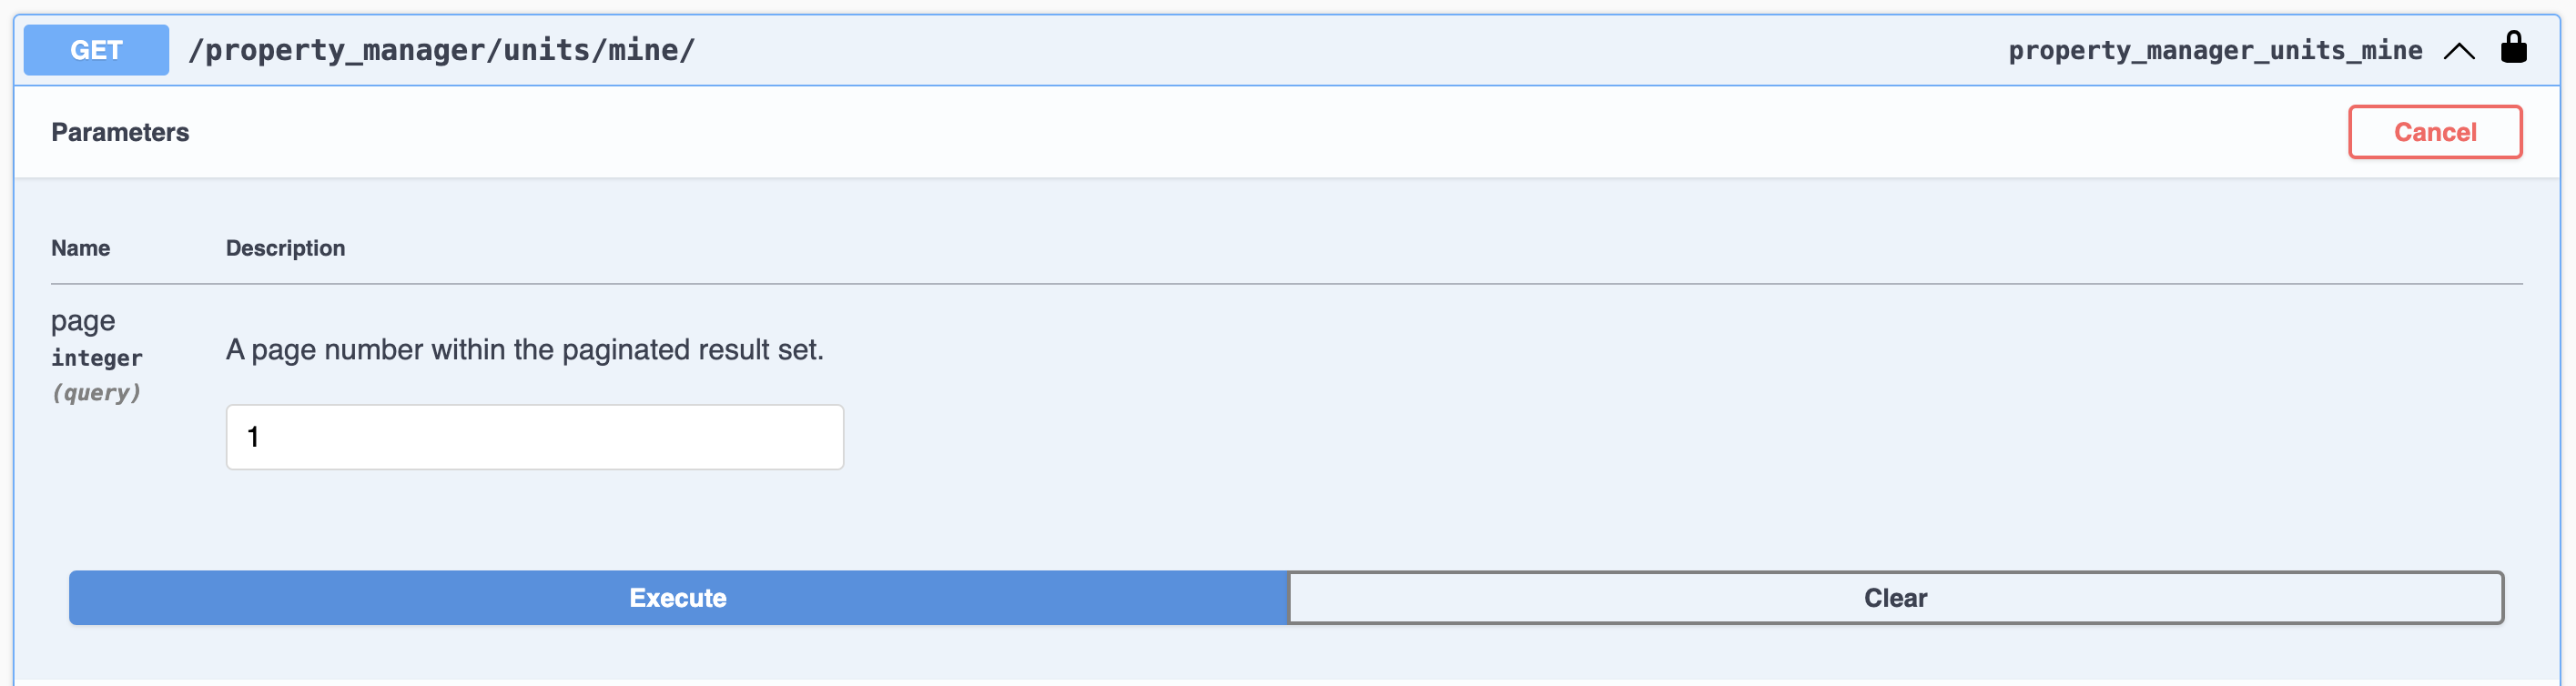 GET /property_manager/units/mine/ property_manager_units_mine
Parameters Cancel
Name Description
page
integer
(query)
A page number within the paginated result set.
1
Execute Clear